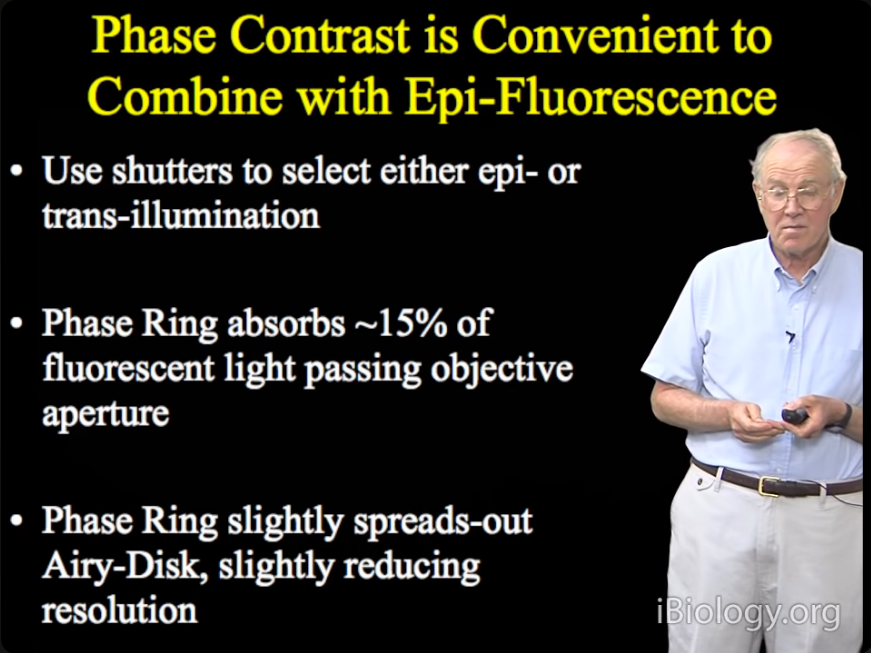 Phase Contrast is Convenient to
Combine with Epi-Fluorescence
• Use shutters to select either epi- or
trans-illumination
• Phase Ring absorbs ~15% of
fluorescent light passing objective
aperture
• Phase Ring slightly spreads-out
Airy-Disk, slightly reducing
resolution
iBiology.org